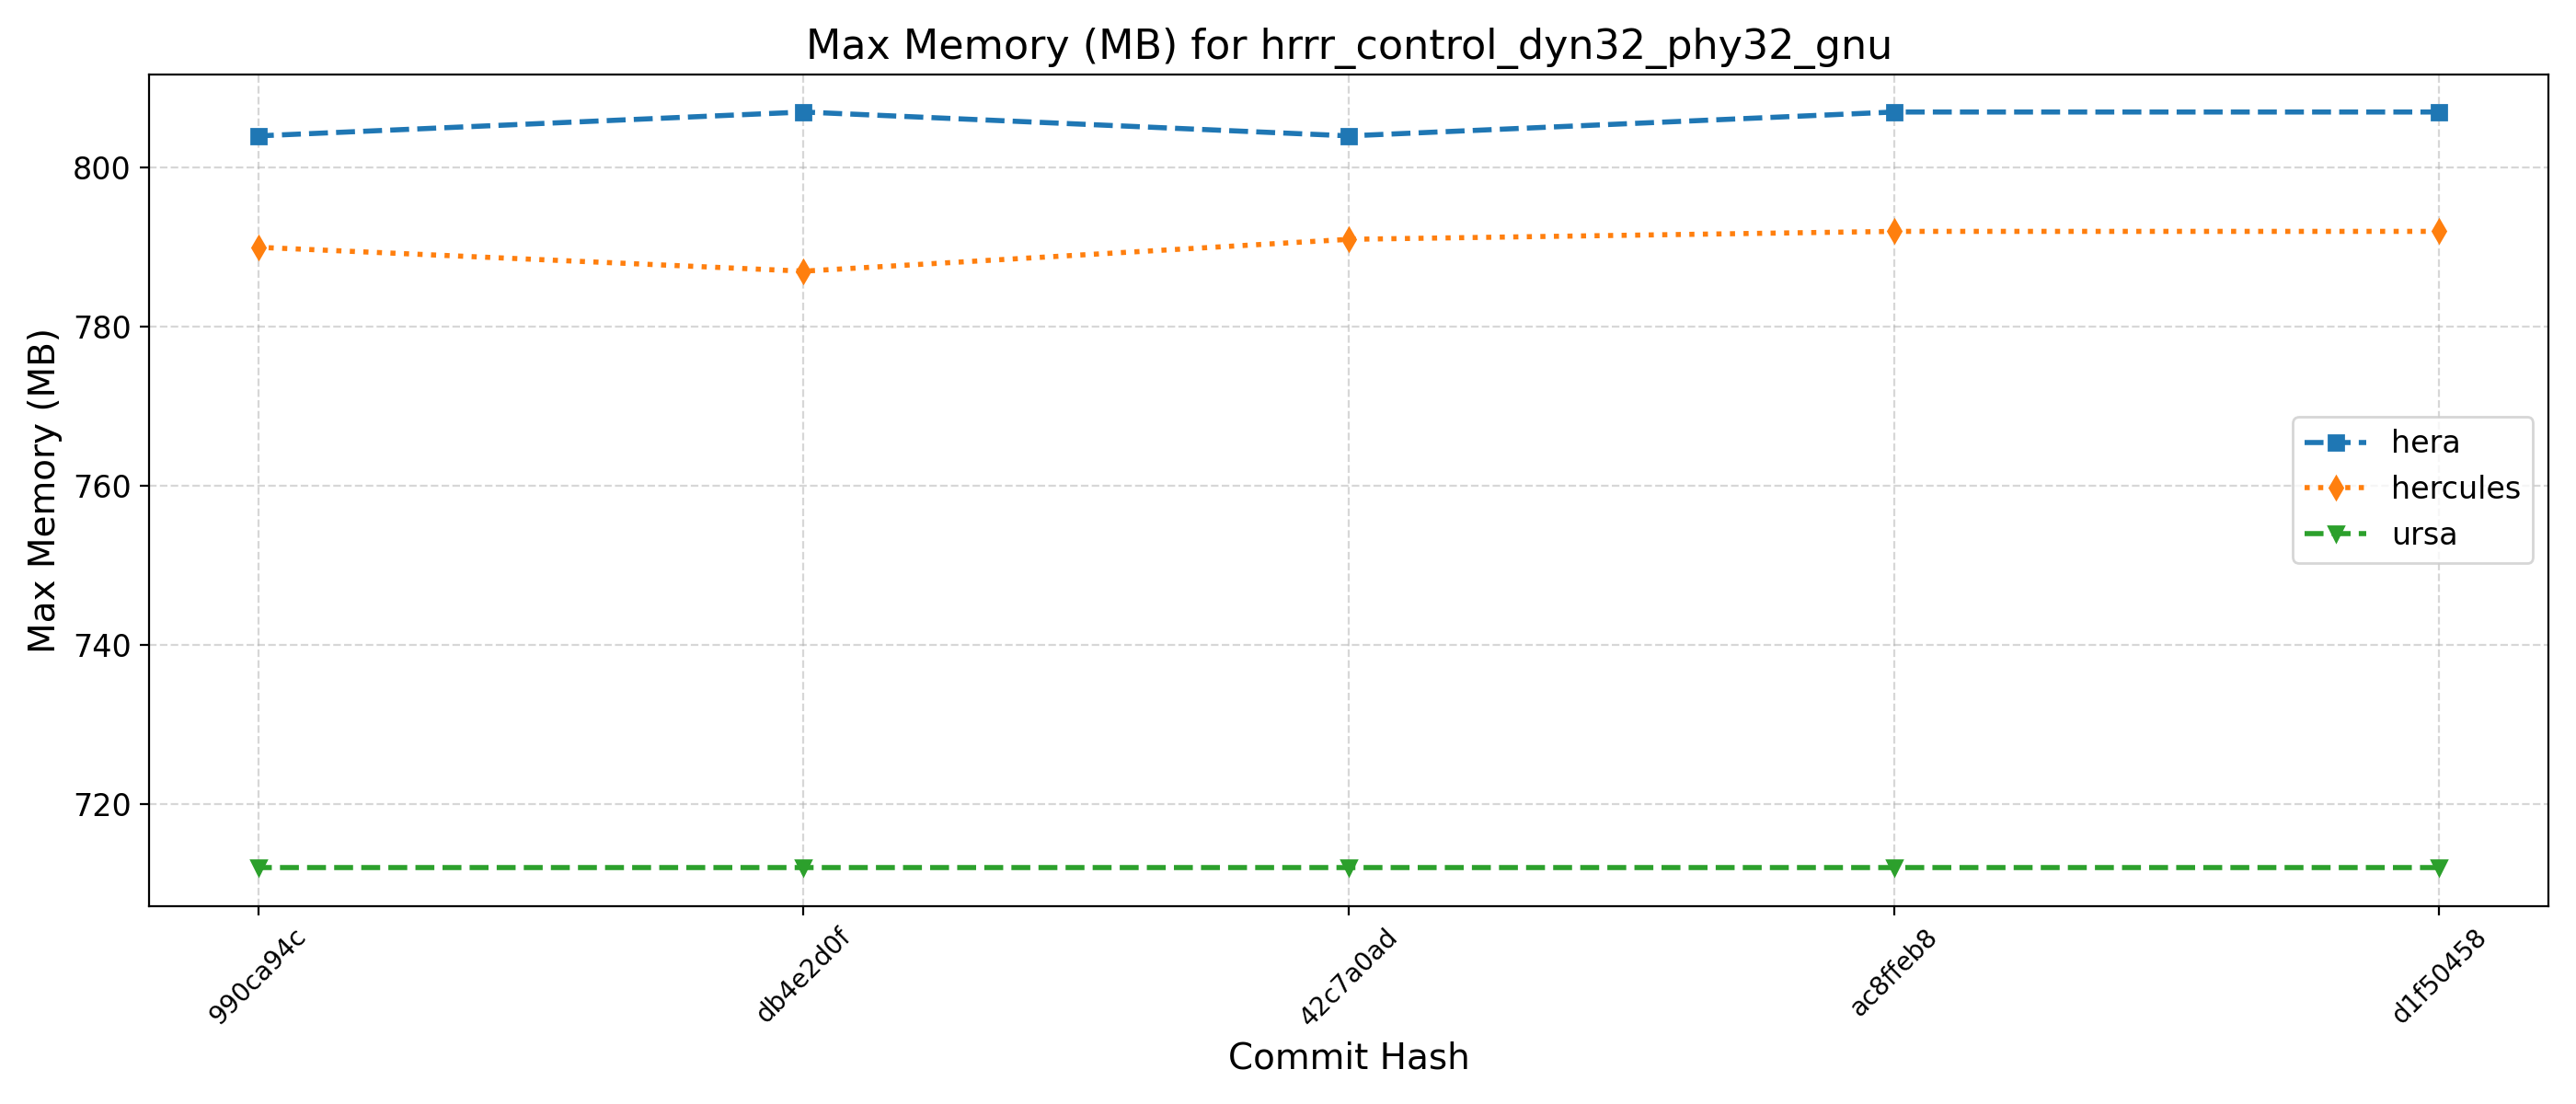 Max Memory (MB) for hrrr_control_dyn32_phy32_gnu
Max Memory (MB)
800
780
760
740
720
hera
hercules
ursa
990ca94c
db4e2d0f
42c7a0ad
ac8ffeb8
d1f50458
Commit Hash